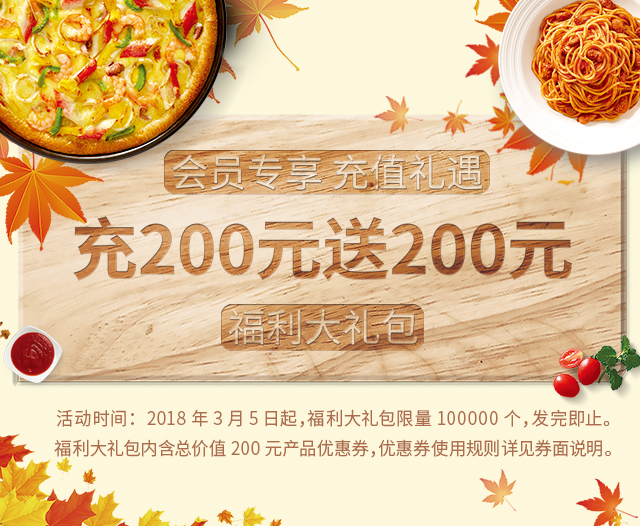 会员专享 充值礼遇
充200元送200元
福利大礼包
活动时间：2018 年 3 月 5 日起，福利大礼包限量 100000 个，发完即止。
福利大礼包内含总价值 200 元产品优惠券，优惠券使用规则详见券面说明。